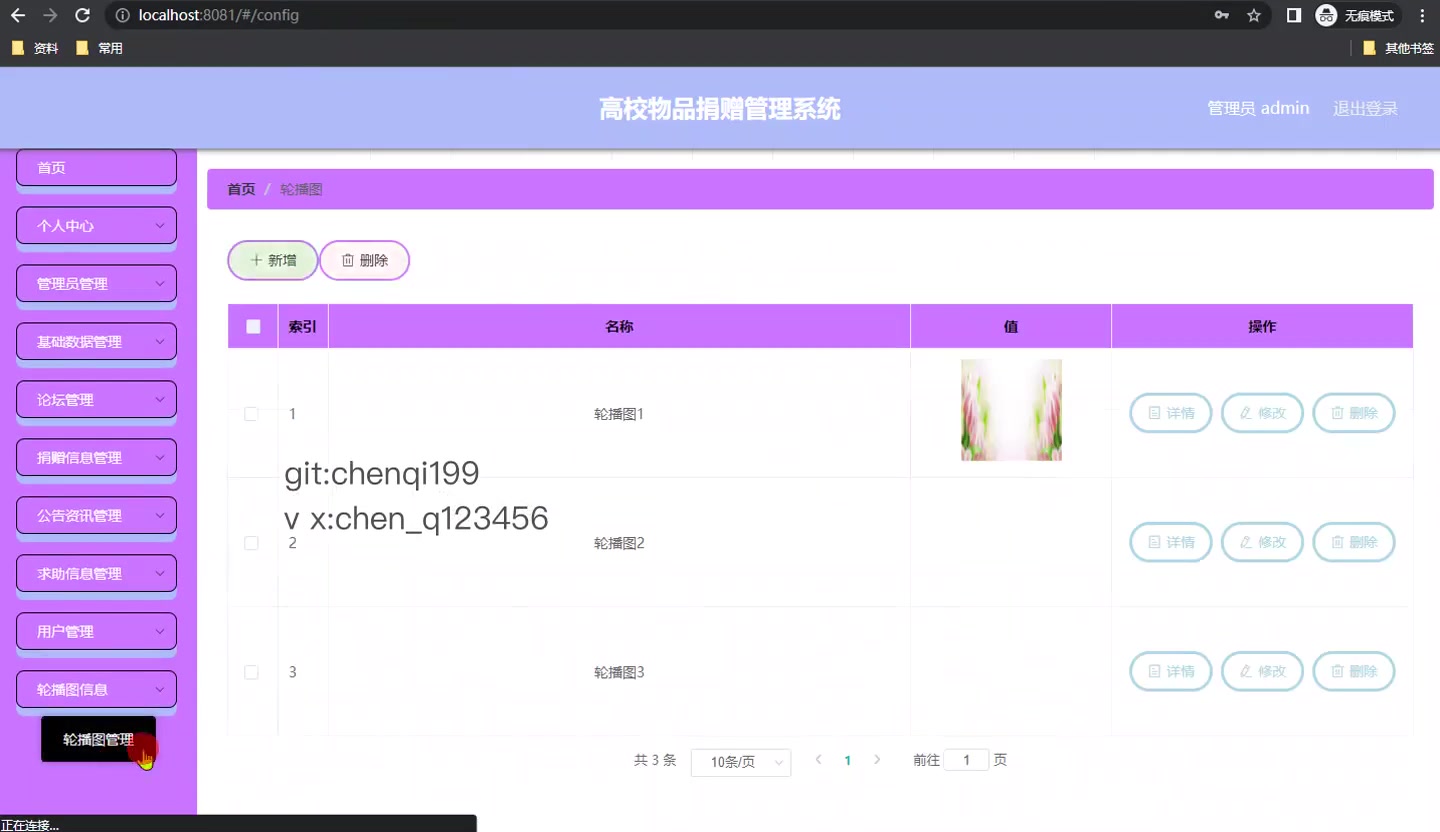 localhost:8081/#/config
无痕模式
资料
常用
其他书签
高校物品捐赠管理系统
管理员 admin
退出登录
首页
个人中心
管理员管理
基础数据管理
论坛管理
捐赠信息管理
公告资讯管理
求助信息管理
用户管理
轮播图信息
轮播图管理
首页 / 轮播图
新增
删除
索引 名称 值 操作
1 轮播图1 详情 修改 删除
git:chenqi199
v x:chen_q123456
2 轮播图2 详情 修改 删除
3 轮播图3 详情 修改 删除
共 3 条 10条/页 1 前往 1 页
正在连接...